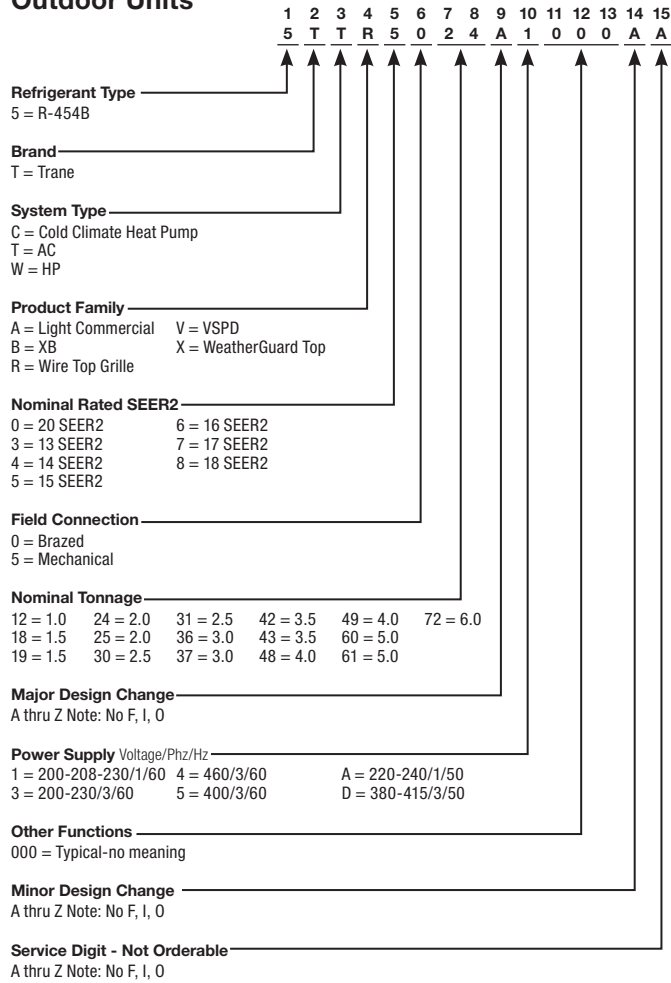 Outdoor Units
1 2 3 4 5 6 7 8 9 10 11 12 13 14 15
5 T T R 5 0 2 4 A 1 0 0 0 A A
Refrigerant Type
5 = R-454B
Brand
T = Trane
System Type
C = Cold Climate Heat Pump
T = AC
W = HP
Product Family
A = Light Commercial V = VSPD
B = XB X = WeatherGuard Top
R = Wire Top Grille
Nominal Rated SEER2
0 = 20 SEER2 6 = 16 SEER2
3 = 13 SEER2 7 = 17 SEER2
4 = 14 SEER2 8 = 18 SEER2
5 = 15 SEER2
Field Connection
0 = Brazed
5 = Mechanical
Nominal Tonnage
12 = 1.0 24 = 2.0 31 = 2.5 42 = 3.5 49 = 4.0 72 = 6.0
18 = 1.5 25 = 2.0 36 = 3.0 43 = 3.5 60 = 5.0
19 = 1.5 30 = 2.5 37 = 3.0 48 = 4.0 61 = 5.0
Major Design Change
A thru Z Note: No F, I, O
Power Supply Voltage/Phz/Hz
1 = 200-208-230/1/60 4 = 460/3/60 A = 220-240/1/50
3 = 200-230/3/60 5 = 400/3/60 D = 380-415/3/50
Other Functions
000 = Typical-no meaning
Minor Design Change
A thru Z Note: No F, I, O
Service Digit - Not Orderable
A thru Z Note: No F, I, O